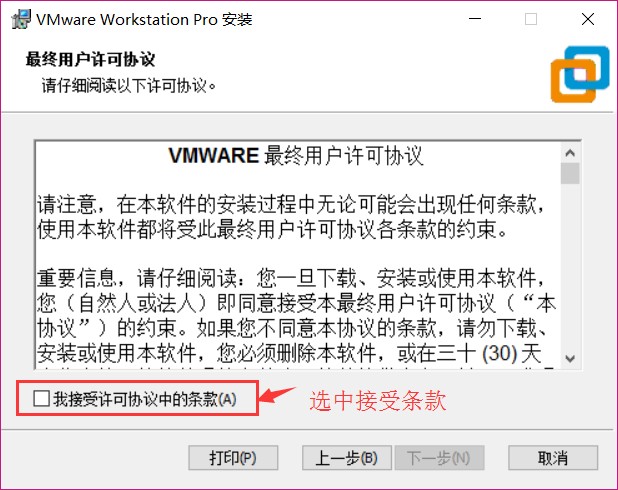 VMware Workstation Pro 安装
最终用户许可协议
请仔细阅读以下许可协议。
VMWARE 最终用户许可协议
请注意，在本软件的安装过程中无论可能会出现任何条款，
使用本软件都将受此最终用户许可协议各条款的约束。
重要信息，请仔细阅读：您一旦下载、安装或使用本软件，
您（自然人或法人）即同意接受本最终用户许可协议（“本
协议”）的约束。如果您不同意本协议的条款，请勿下载、
安装或使用本软件，您必须删除本软件，或在三十 (30) 天
我接受许可协议中的条款(A)
选中接受条款
打印(P)
上一步(B)
下一步(N)
取消